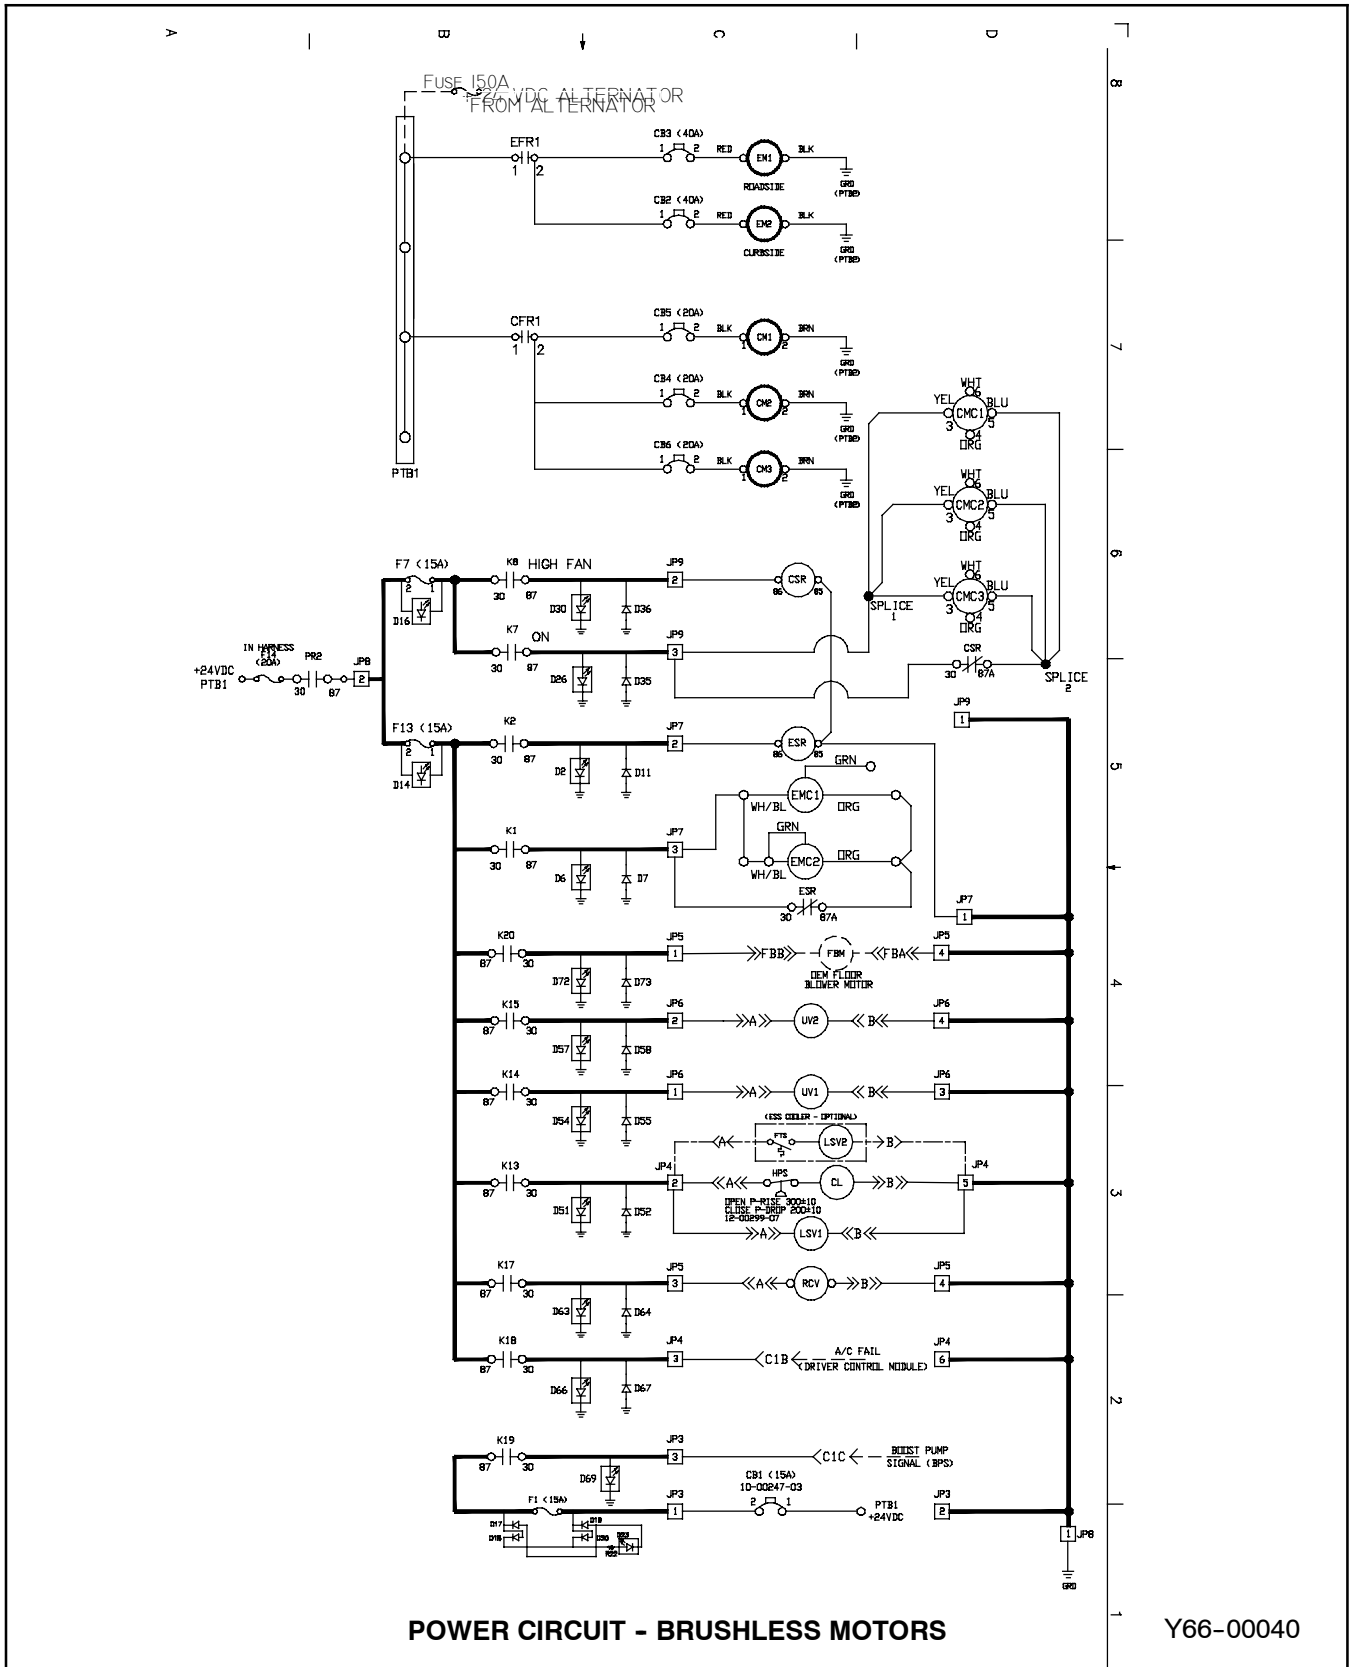 A B C D
8
FUSE 150A
+24 VDC ALTERNATOR
FROM ALTERNATOR
EFR1
1 2
CB3 (40A)
1 2 RED EM1 BLK
ROADSIDE
GRD
(PTB2)
CB2 (40A)
1 2 RED EM2 BLK
CURBSIDE
GRD
(PTB2)
7
CFR1
1 2
CB5 (20A)
1 2 BLK 1 CM1 2 BRN
GRD
(PTB2)
CB4 (20A)
1 2 BLK 1 CM2 2 BRN
GRD
(PTB2)
CB6 (20A)
1 2 BLK 1 CM3 2 BRN
GRD
(PTB2)
PTB1
WHT
6
YEL CMC1 BLU
3 5
4
ORG
WHT
6
YEL CMC2 BLU
3 5
4
ORG
WHT
6
YEL CMC3 BLU
3 5
4
ORG
SPLICE
1
6
F7 (15A)
2 1
D16
K8 HIGH FAN
30 87
D30 D36
JP9
2
86 CSR 85
K7 ON
30 87
D26 D35
JP9
3
CSR
30 87A
SPLICE
2
IN HARNESS
F14
(20A)
+24VDC
PTB1
PR2
30 87
JP8
2
F13 (15A)
2 1
D14
K2
30 87
D2 D11
JP7
2
86 ESR 85
JP9
1
5
GRN
EMC1
WH/BL ORG
GRN
EMC2
WH/BL ORG
K1
30 87
D6 D7
JP7
3
ESR
30 87A
JP7
1
K20
87 30
D72 D73
JP5
1
FBB FBM FBA
OEM FLOOR
BLOWER MOTOR
JP5
4
4
K15
87 30
D57 D58
JP6
2
A UV2 B
JP6
4
K14
87 30
D54 D55
JP6
1
A UV1 B
JP6
3
(ESS COOLER - OPTIONAL)
A FTS LSV2 B
K13
87 30
D51 D52
JP4
2
A HPS CL B
JP4
5
OPEN P-RISE 300±10
CLOSE P-DROP 200±10
12-00299-07
A LSV1 B
3
K17
87 30
D63 D64
JP5
3
A RCV B
JP5
4
K18
87 30
D66 D67
JP4
3
C1B A/C FAIL
(DRIVER CONTROL MODULE)
JP4
6
2
K19
87 30
D69
JP3
3
C1C BOOST PUMP
SIGNAL (BPS)
F1 (15A)
JP3
1
CB1 (15A)
10-00247-03
2 1
PTB1
+24VDC
JP3
2
D17 D19
1 JP8
GRD
1
POWER CIRCUIT - BRUSHLESS MOTORS
Y66-00040